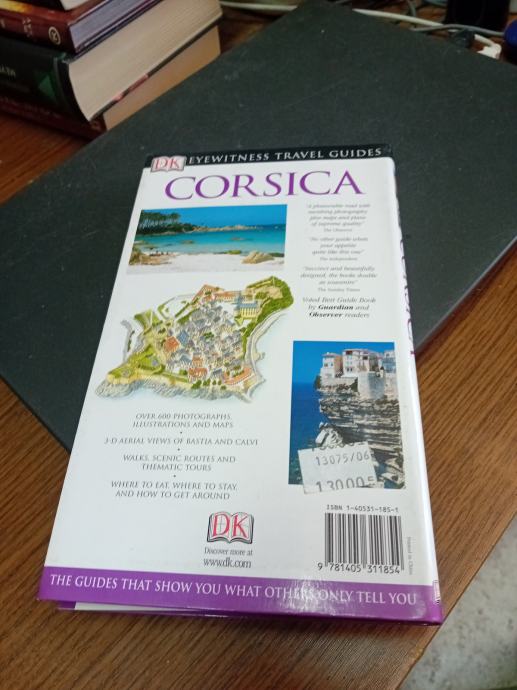 DK EYEWITNESS TRAVEL GUIDES
CORSICA
"A pleasurable read with
ravishing photography
plus maps and plans
of supreme quality"
The Observer
"No other guide whets
your appetite
quite like this one"
The Independent
"Succinct and beautifully
designed, the books double
as souvenirs"
The Sunday Times
Voted Best Guide Book
by Guardian and
Observer readers
OVER 600 PHOTOGRAPHS,
ILLUSTRATIONS AND MAPS
•
3-D AERIAL VIEWS OF BASTIA AND CALVI
•
WALKS, SCENIC ROUTES AND
THEMATIC TOURS
•
WHERE TO EAT, WHERE TO STAY,
AND HOW TO GET AROUND
13075/06
DK
Discover more at
www.dk.com
ISBN 1-40531-185-1
9 781405 311854
Printed in China
THE GUIDES THAT SHOW YOU WHAT OTHERS ONLY TELL YOU